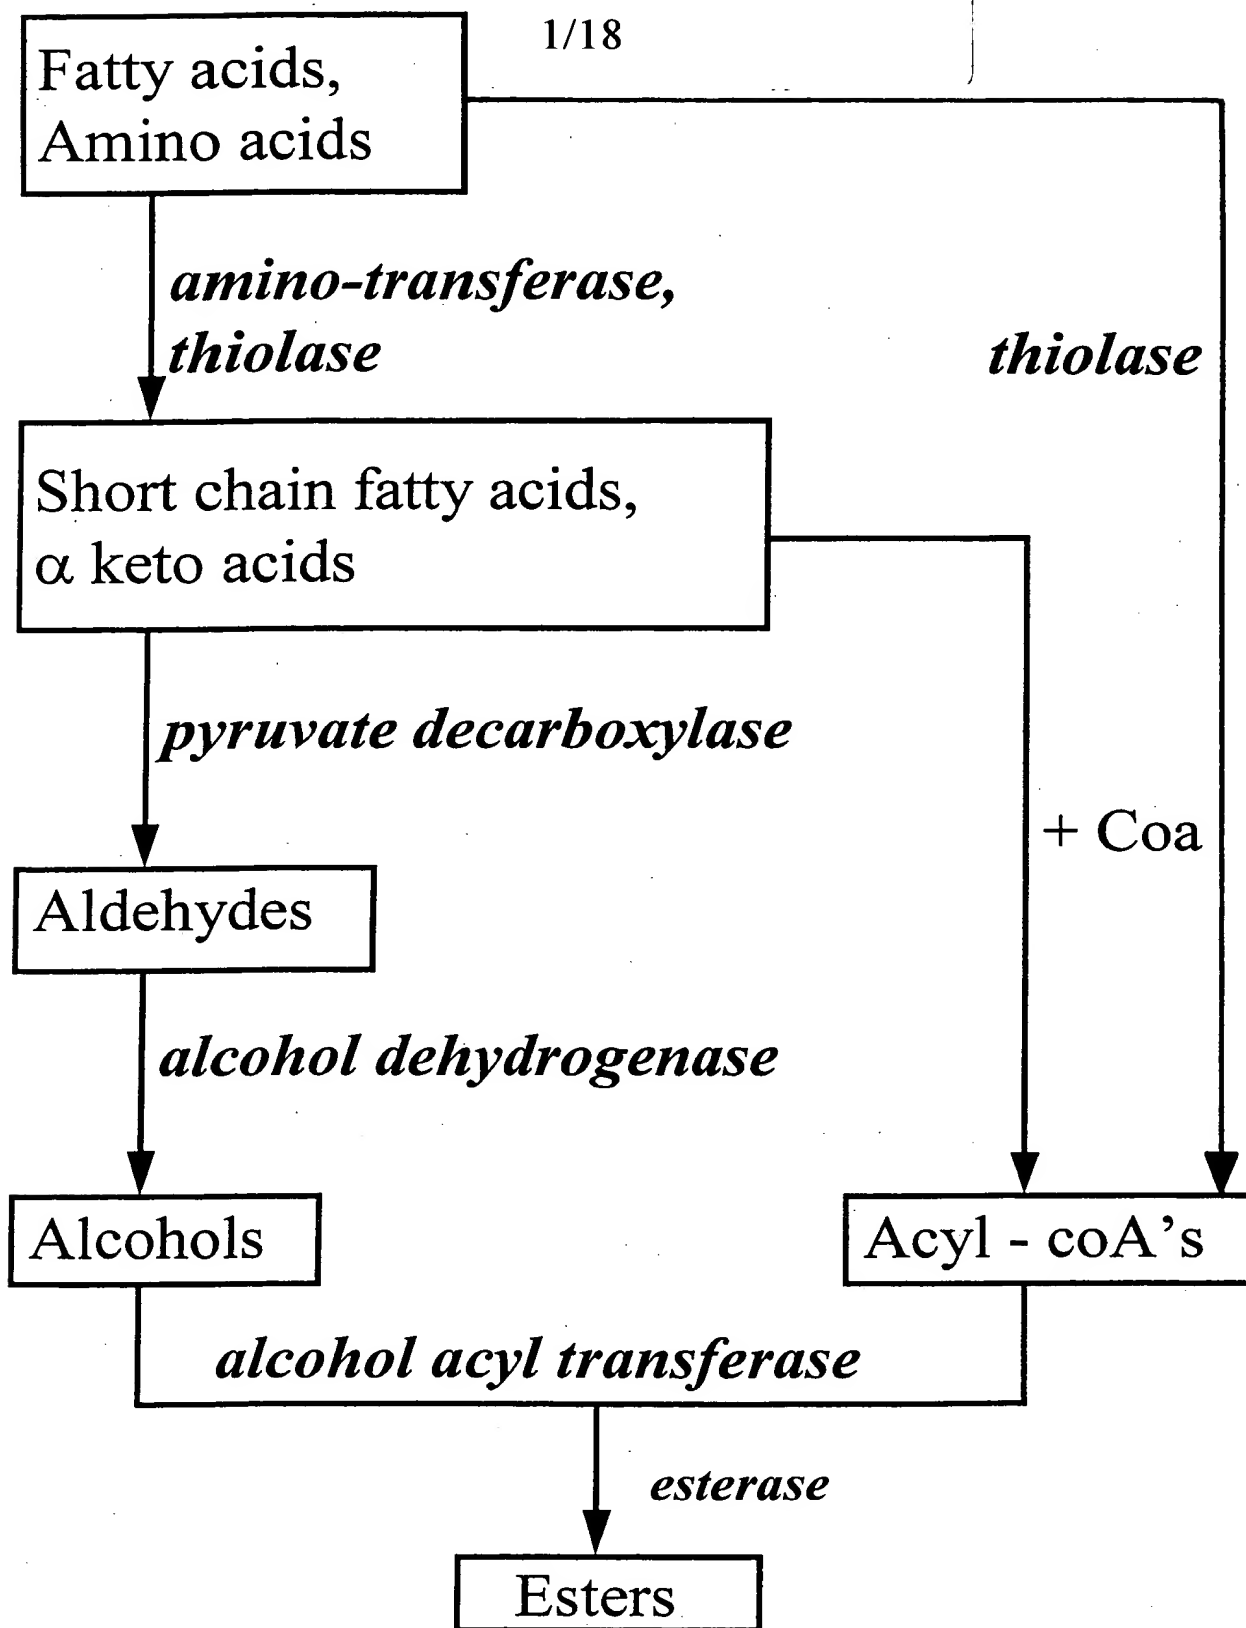 1/18
Fatty acids,
Amino acids
amino-transferase,
thiolase
thiolase
Short chain fatty acids,
α keto acids
pyruvate decarboxylase
+ Coa
Aldehydes
alcohol dehydrogenase
Alcohols
Acyl - coA’s
alcohol acyl transferase
esterase
Esters